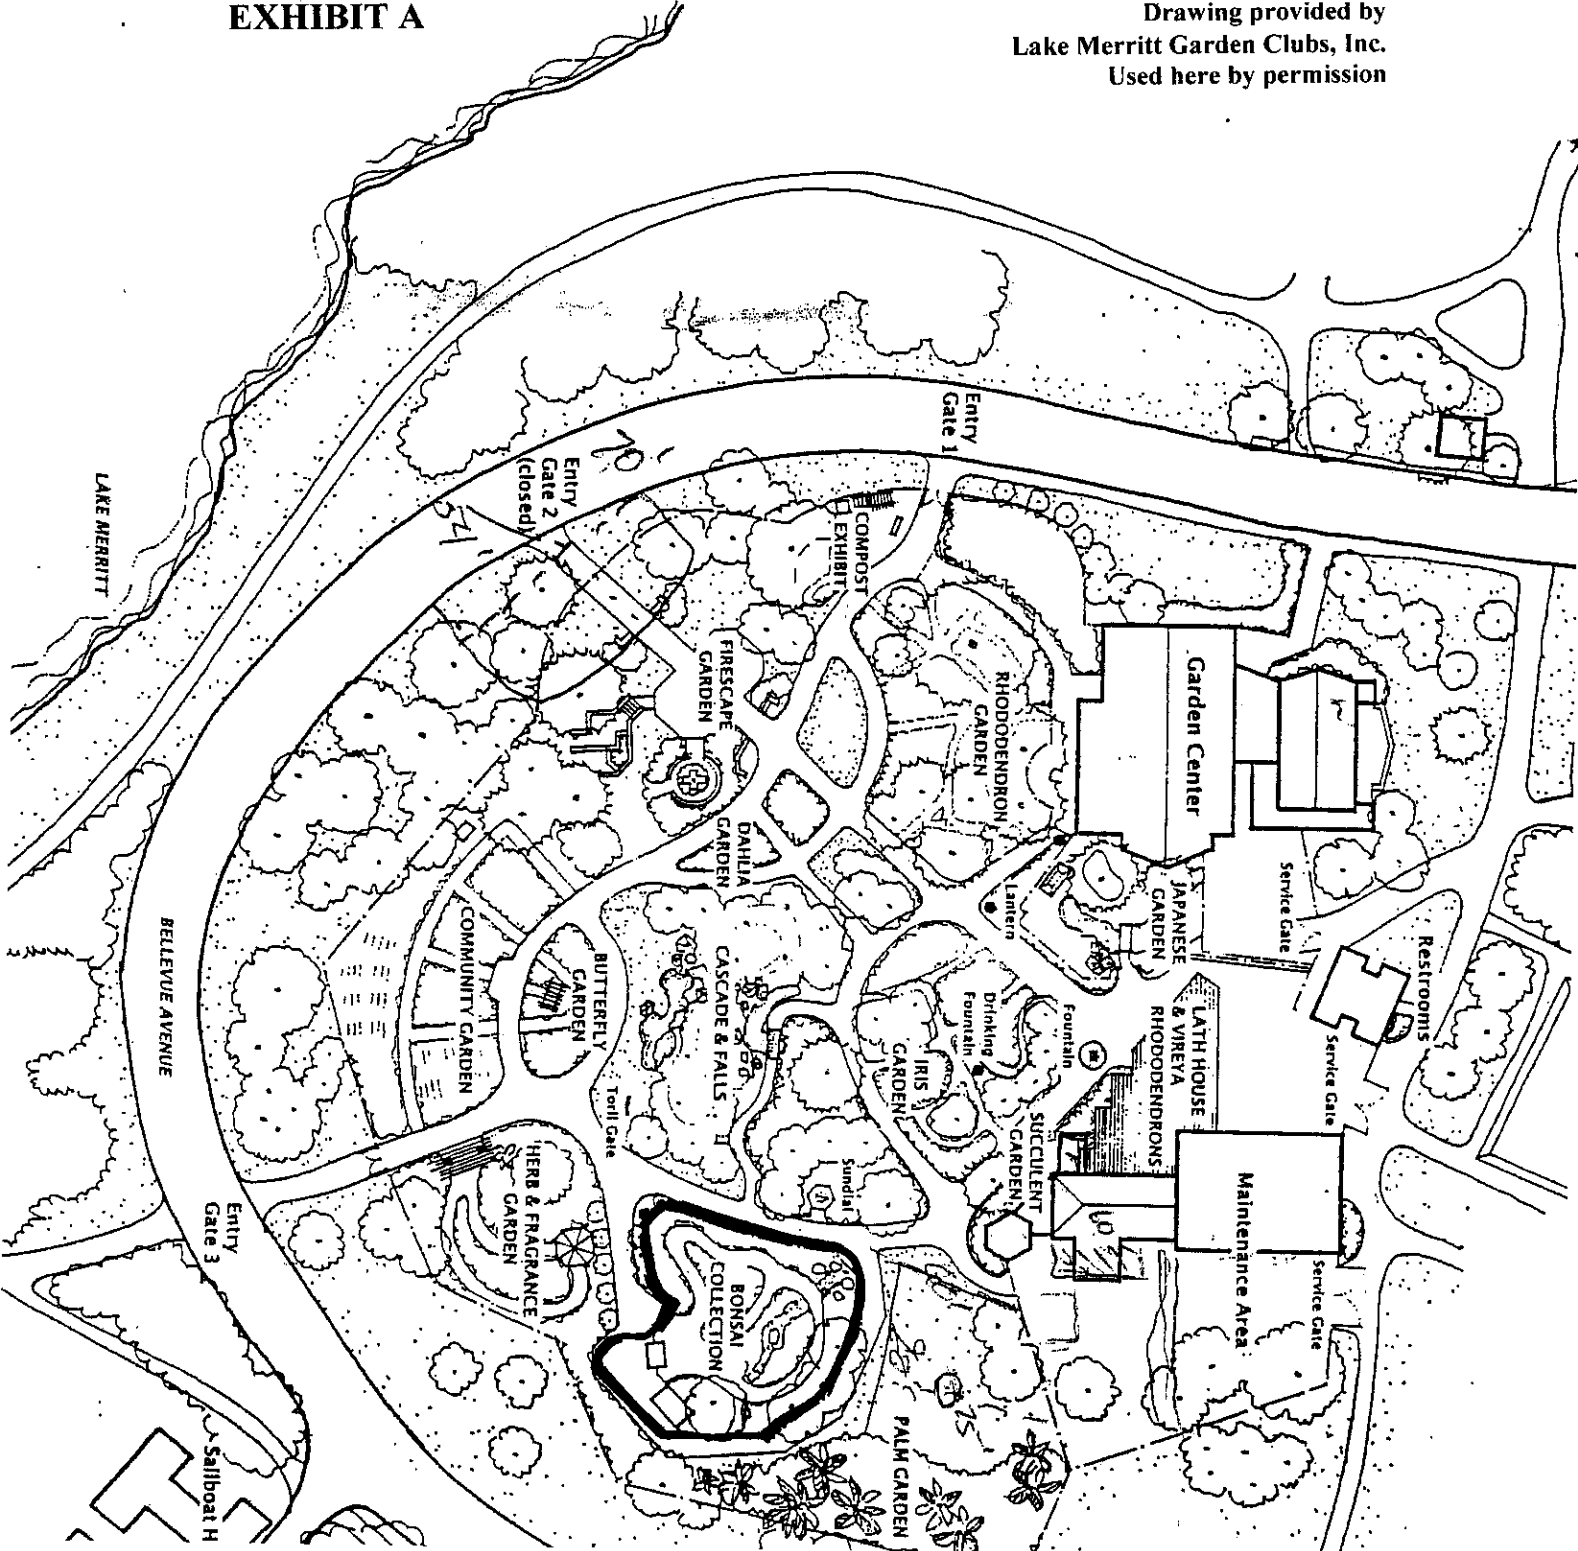 EXHIBIT A
Drawing provided by
Lake Merritt Garden Clubs, Inc.
Used here by permission
Entry
Gate 1
70'
Entry
Gate 2
(closed)
LAKE MERRITT
COMPOST
EXHIBIT
FIRESCAPE
GARDEN
RHODODENDRON
GARDEN
Garden Center
DAHLIA
GARDEN
Lantern
JAPANESE
GARDEN
Service Gate
Restrooms
BELLEVUE AVENUE
COMMUNITY GARDEN
BUTTERFLY
GARDEN
CASCADE & FALLS
Drinking
Fountain
Fountain
IRIS
GARDEN
LATH HOUSE
& VIREYA
RHODODENDRONS
Service Gate
Torii Gate
SUCCULENT
GARDEN
Sundial
HERB & FRAGRANCE
GARDEN
Entry
Gate 3
Maintenance Area
Service Gate
BONSAI
COLLECTION
PALM GARDEN
Sailboat H